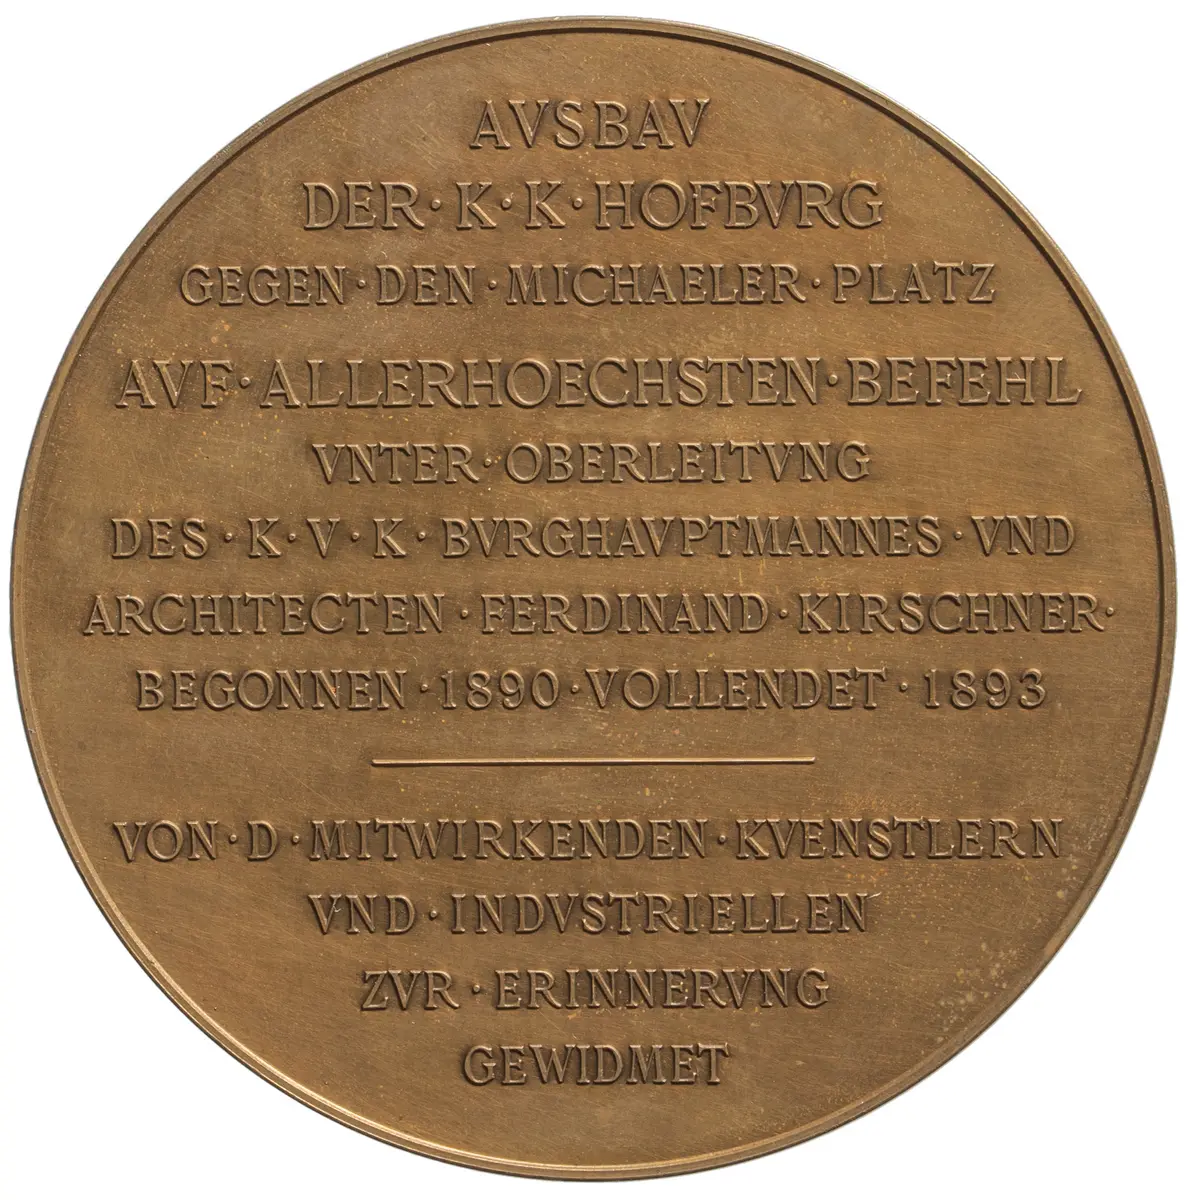 AVSBAV
DER · K · K · HOFBVRG
GEGEN · DEN · MICHAELER · PLATZ
AVF · ALLERHOECHSTEN · BEFEHL
VNTER · OBERLEITVNG
DES · K · V · K · BVRGHAVPTMANNES · VND
ARCHITECTEN · FERDINAND · KIRSCHNER ·
BEGONNEN · 1890 · VOLLENDET · 1893
VON · D · MITWIRKENDEN · KVENSTLERN
VND · INDVSTRIELLEN
ZVR · ERINNERVNG
GEWIDMET